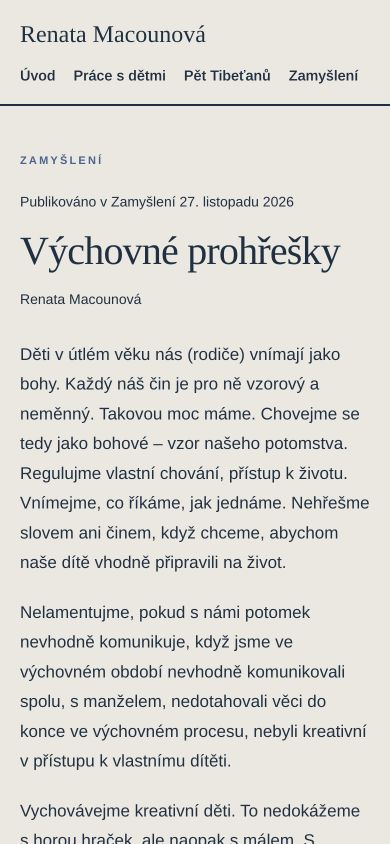 Renata Macounová
Úvod Práce s dětmi Pět Tibeťanů Zamyšlení
ZAMYŠLENÍ
Publikováno v Zamyšlení 27. listopadu 2026
Výchovné prohřešky
Renata Macounová
Děti v útlém věku nás (rodiče) vnímají jako
bohy. Každý náš čin je pro ně vzorový a
neměnný. Takovou moc máme. Chovejme se
tedy jako bohové – vzor našeho potomstva.
Regulujme vlastní chování, přístup k životu.
Vnímejme, co říkáme, jak jednáme. Nehřešme
slovem ani činem, když chceme, abychom
naše dítě vhodně připravili na život.
Nelamentujme, pokud s námi potomek
nevhodně komunikuje, když jsme ve
výchovném období nevhodně komunikovali
spolu, s manželem, nedotahovali věci do
konce ve výchovném procesu, nebyli kreativní
v přístupu k vlastnímu dítěti.
Vychovávejme kreativní děti. To nedokážeme
s horou hraček, ale naopak s málem. S